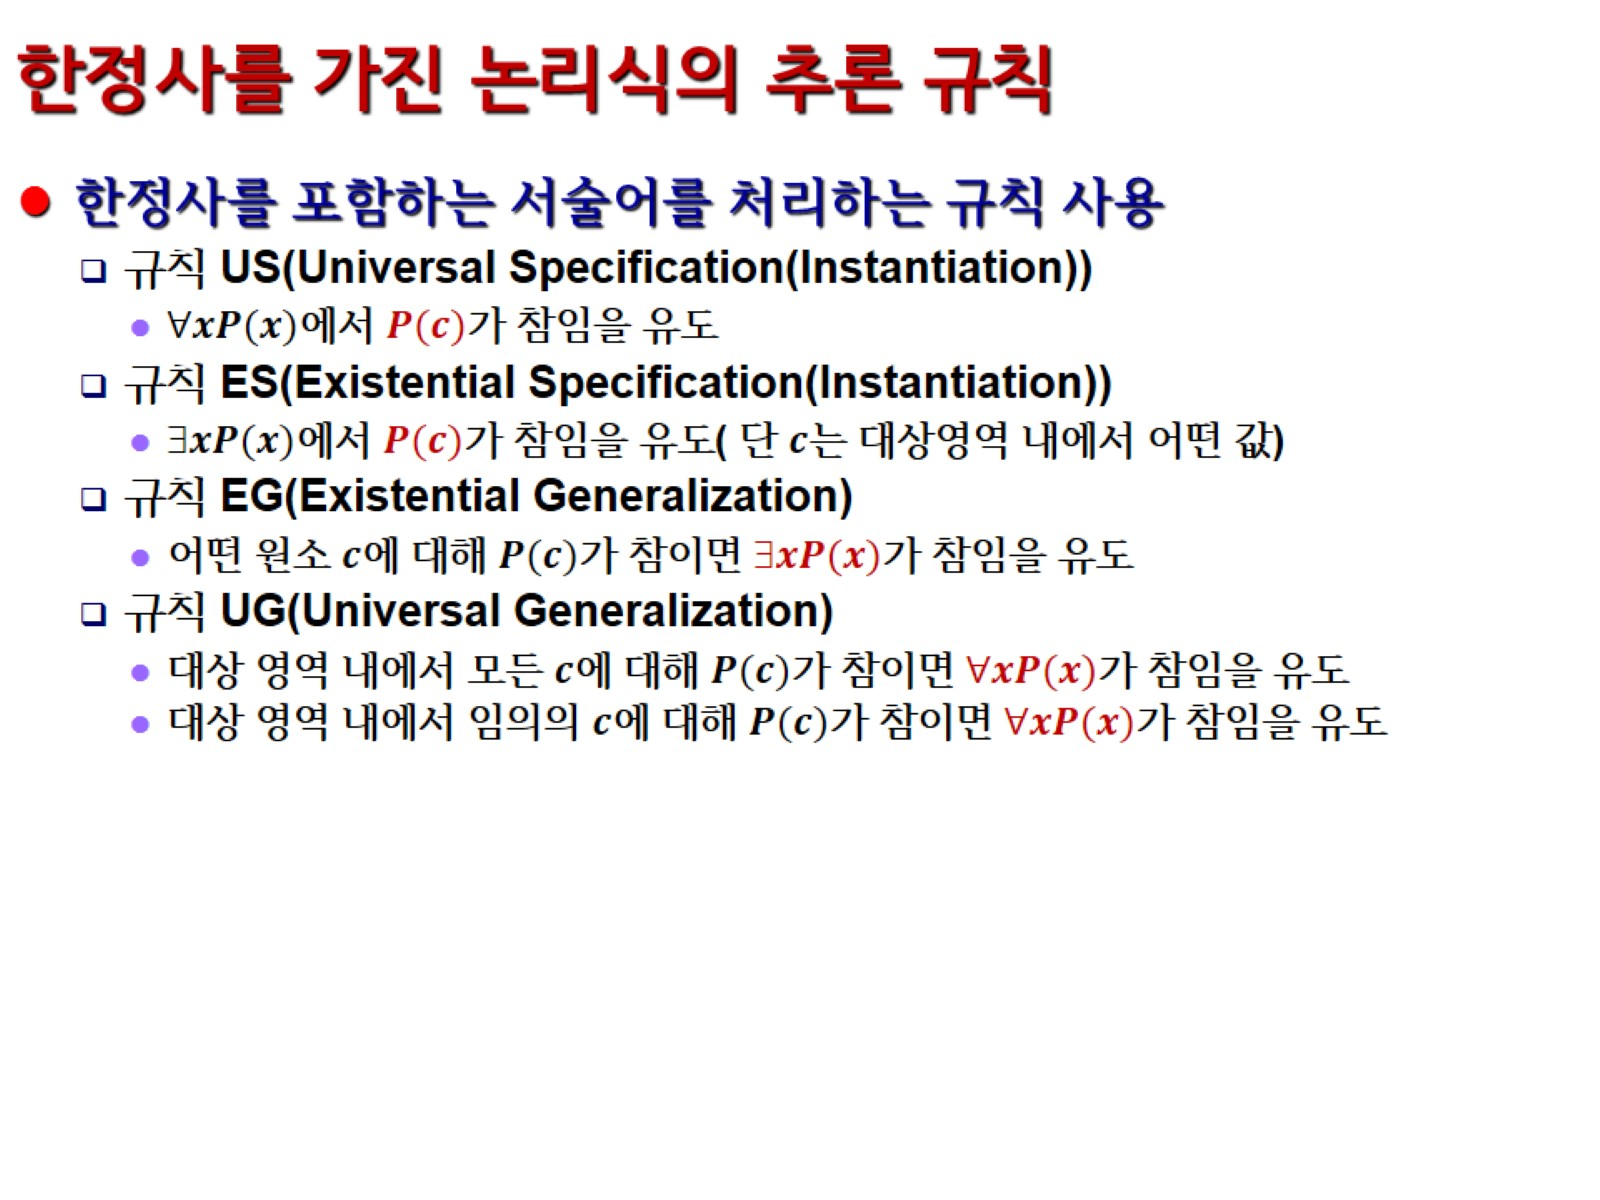 한정사를 가진 논리식의 추론 규칙
한정사를 포함하는 서술어를 처리하는 규칙 사용
규칙 US(Universal Specification(Instantiation))
∀xP(x)에서 P(c)가 참임을 유도
규칙 ES(Existential Specification(Instantiation))
∃xP(x)에서 P(c)가 참임을 유도( 단 c는 대상영역 내에서 어떤 값)
규칙 EG(Existential Generalization)
어떤 원소 c에 대해 P(c)가 참이면 ∃xP(x)가 참임을 유도
규칙 UG(Universal Generalization)
대상 영역 내에서 모든 c에 대해 P(c)가 참이면 ∀xP(x)가 참임을 유도
대상 영역 내에서 임의의 c에 대해 P(c)가 참이면 ∀xP(x)가 참임을 유도